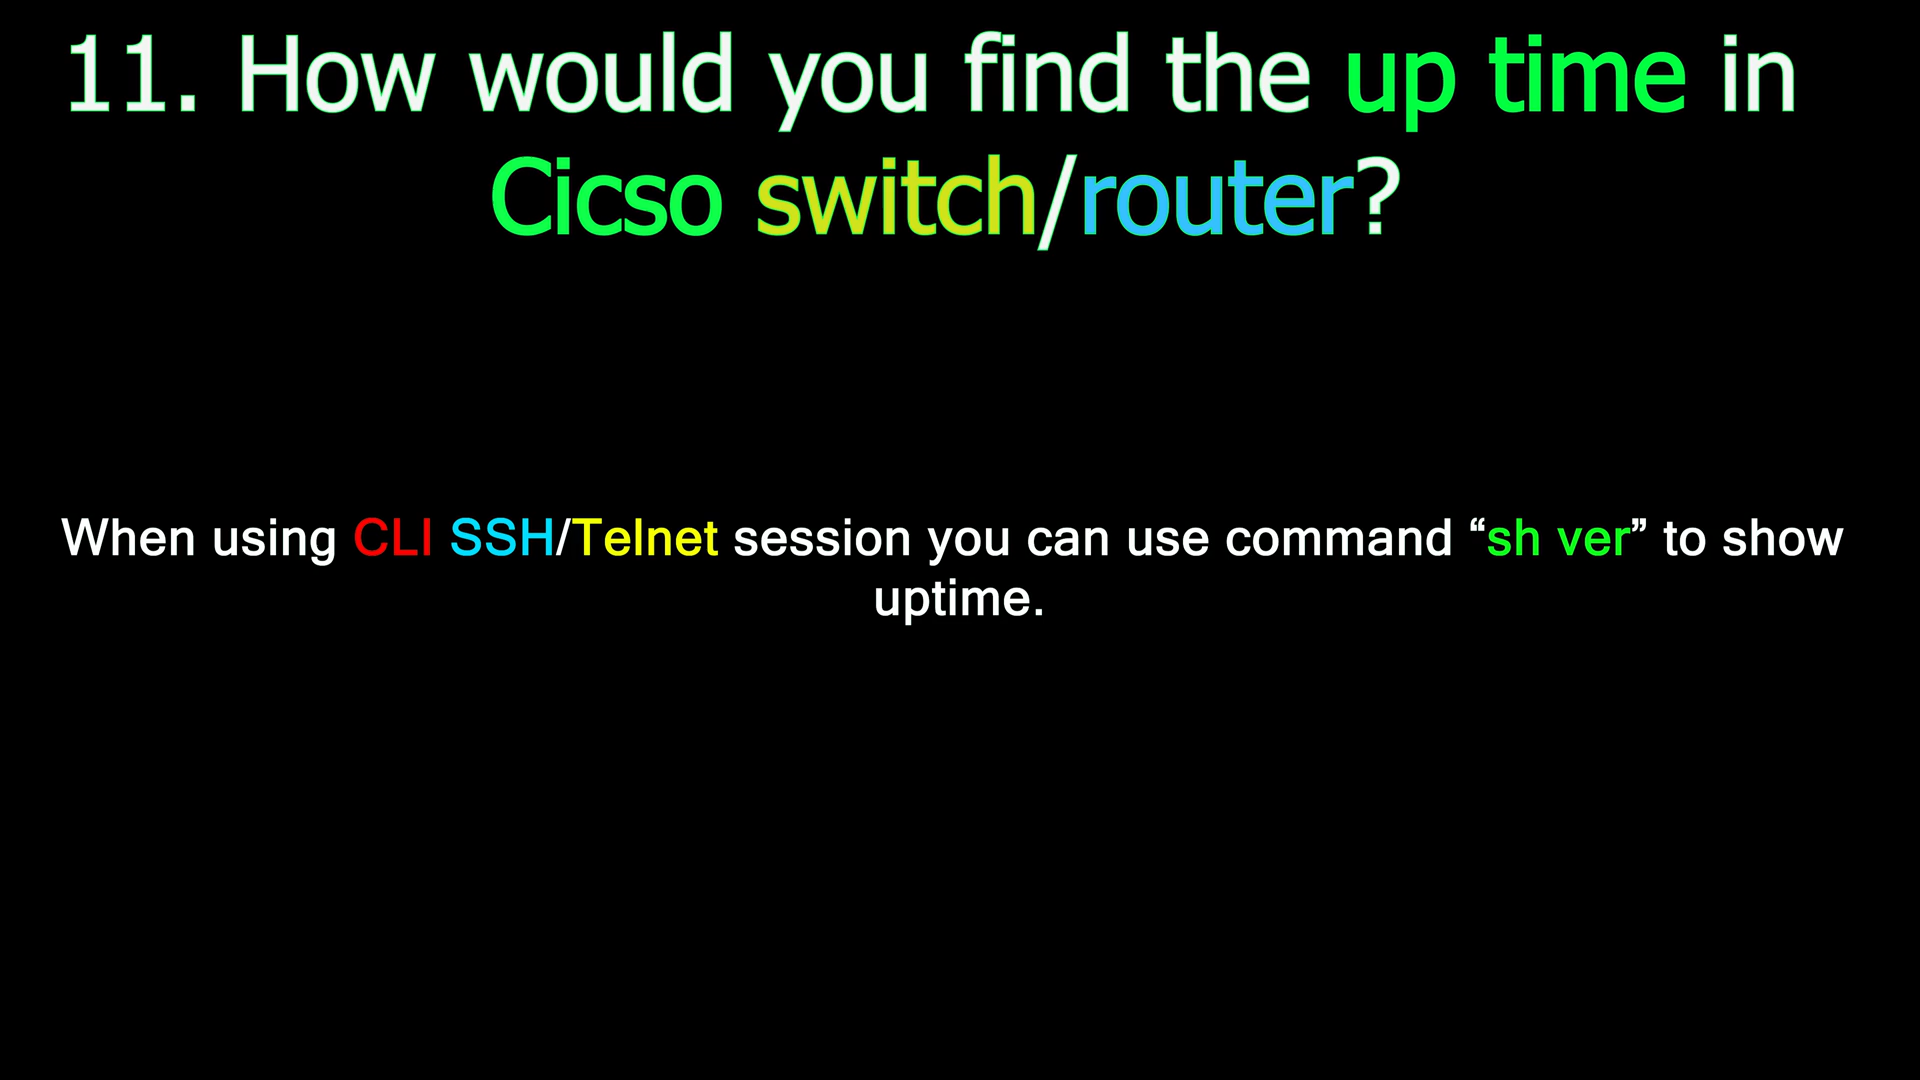 11. How would you find the up time in
Cicso switch/router?
When using CLI SSH/Telnet session you can use command “sh ver” to show
uptime.